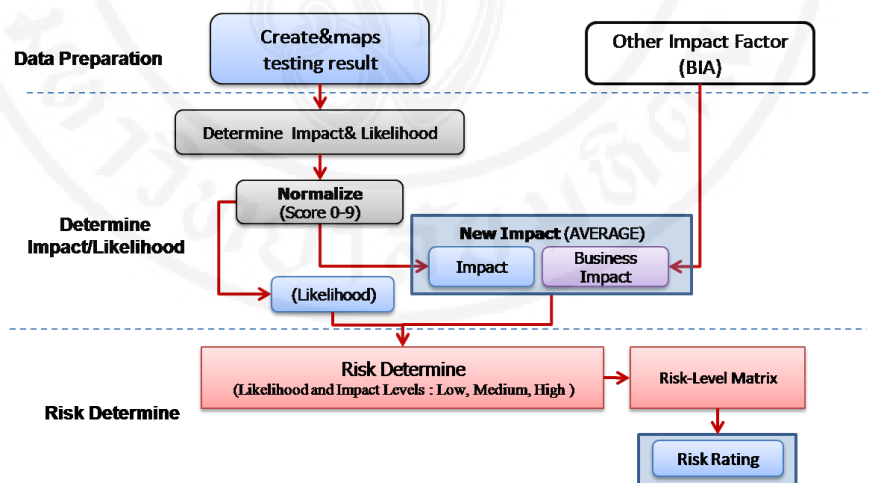 Data Preparation
Create&maps
testing result
Other Impact Factor
(BIA)
Determine Impact& Likelihood
Determine
Impact/Likelihood
Normalize
(Score 0-9)
New Impact (AVERAGE)
Impact
Business
Impact
(Likelihood)
Risk Determine
Risk Determine
(Likelihood and Impact Levels : Low, Medium, High )
Risk-Level Matrix
Risk Rating